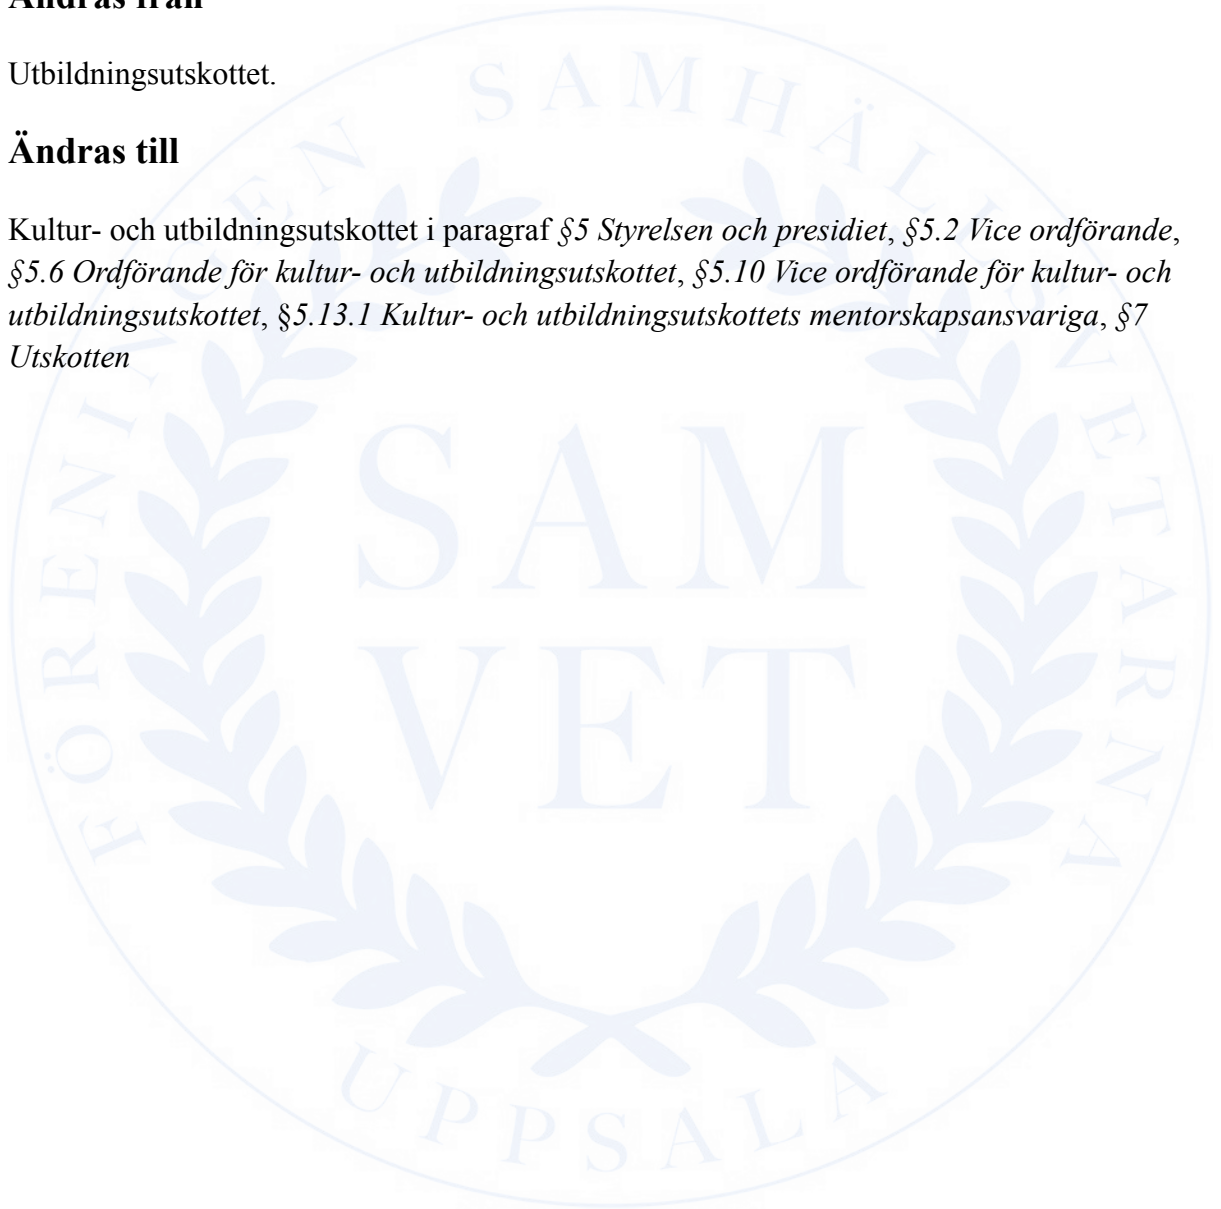 Ändras från
Utbildningsutskottet.
Ändras till
Kultur- och utbildningsutskottet i paragraf §5 Styrelsen och presidiet, §5.2 Vice ordförande,
§5.6 Ordförande för kultur- och utbildningsutskottet, §5.10 Vice ordförande för kultur- och
utbildningsutskottet, §5.13.1 Kultur- och utbildningsutskottets mentorskapsansvariga, §7
Utskotten
FÖRENINGEN SAMHÄLLSVETARNA
SAM
VET
UPPSALA